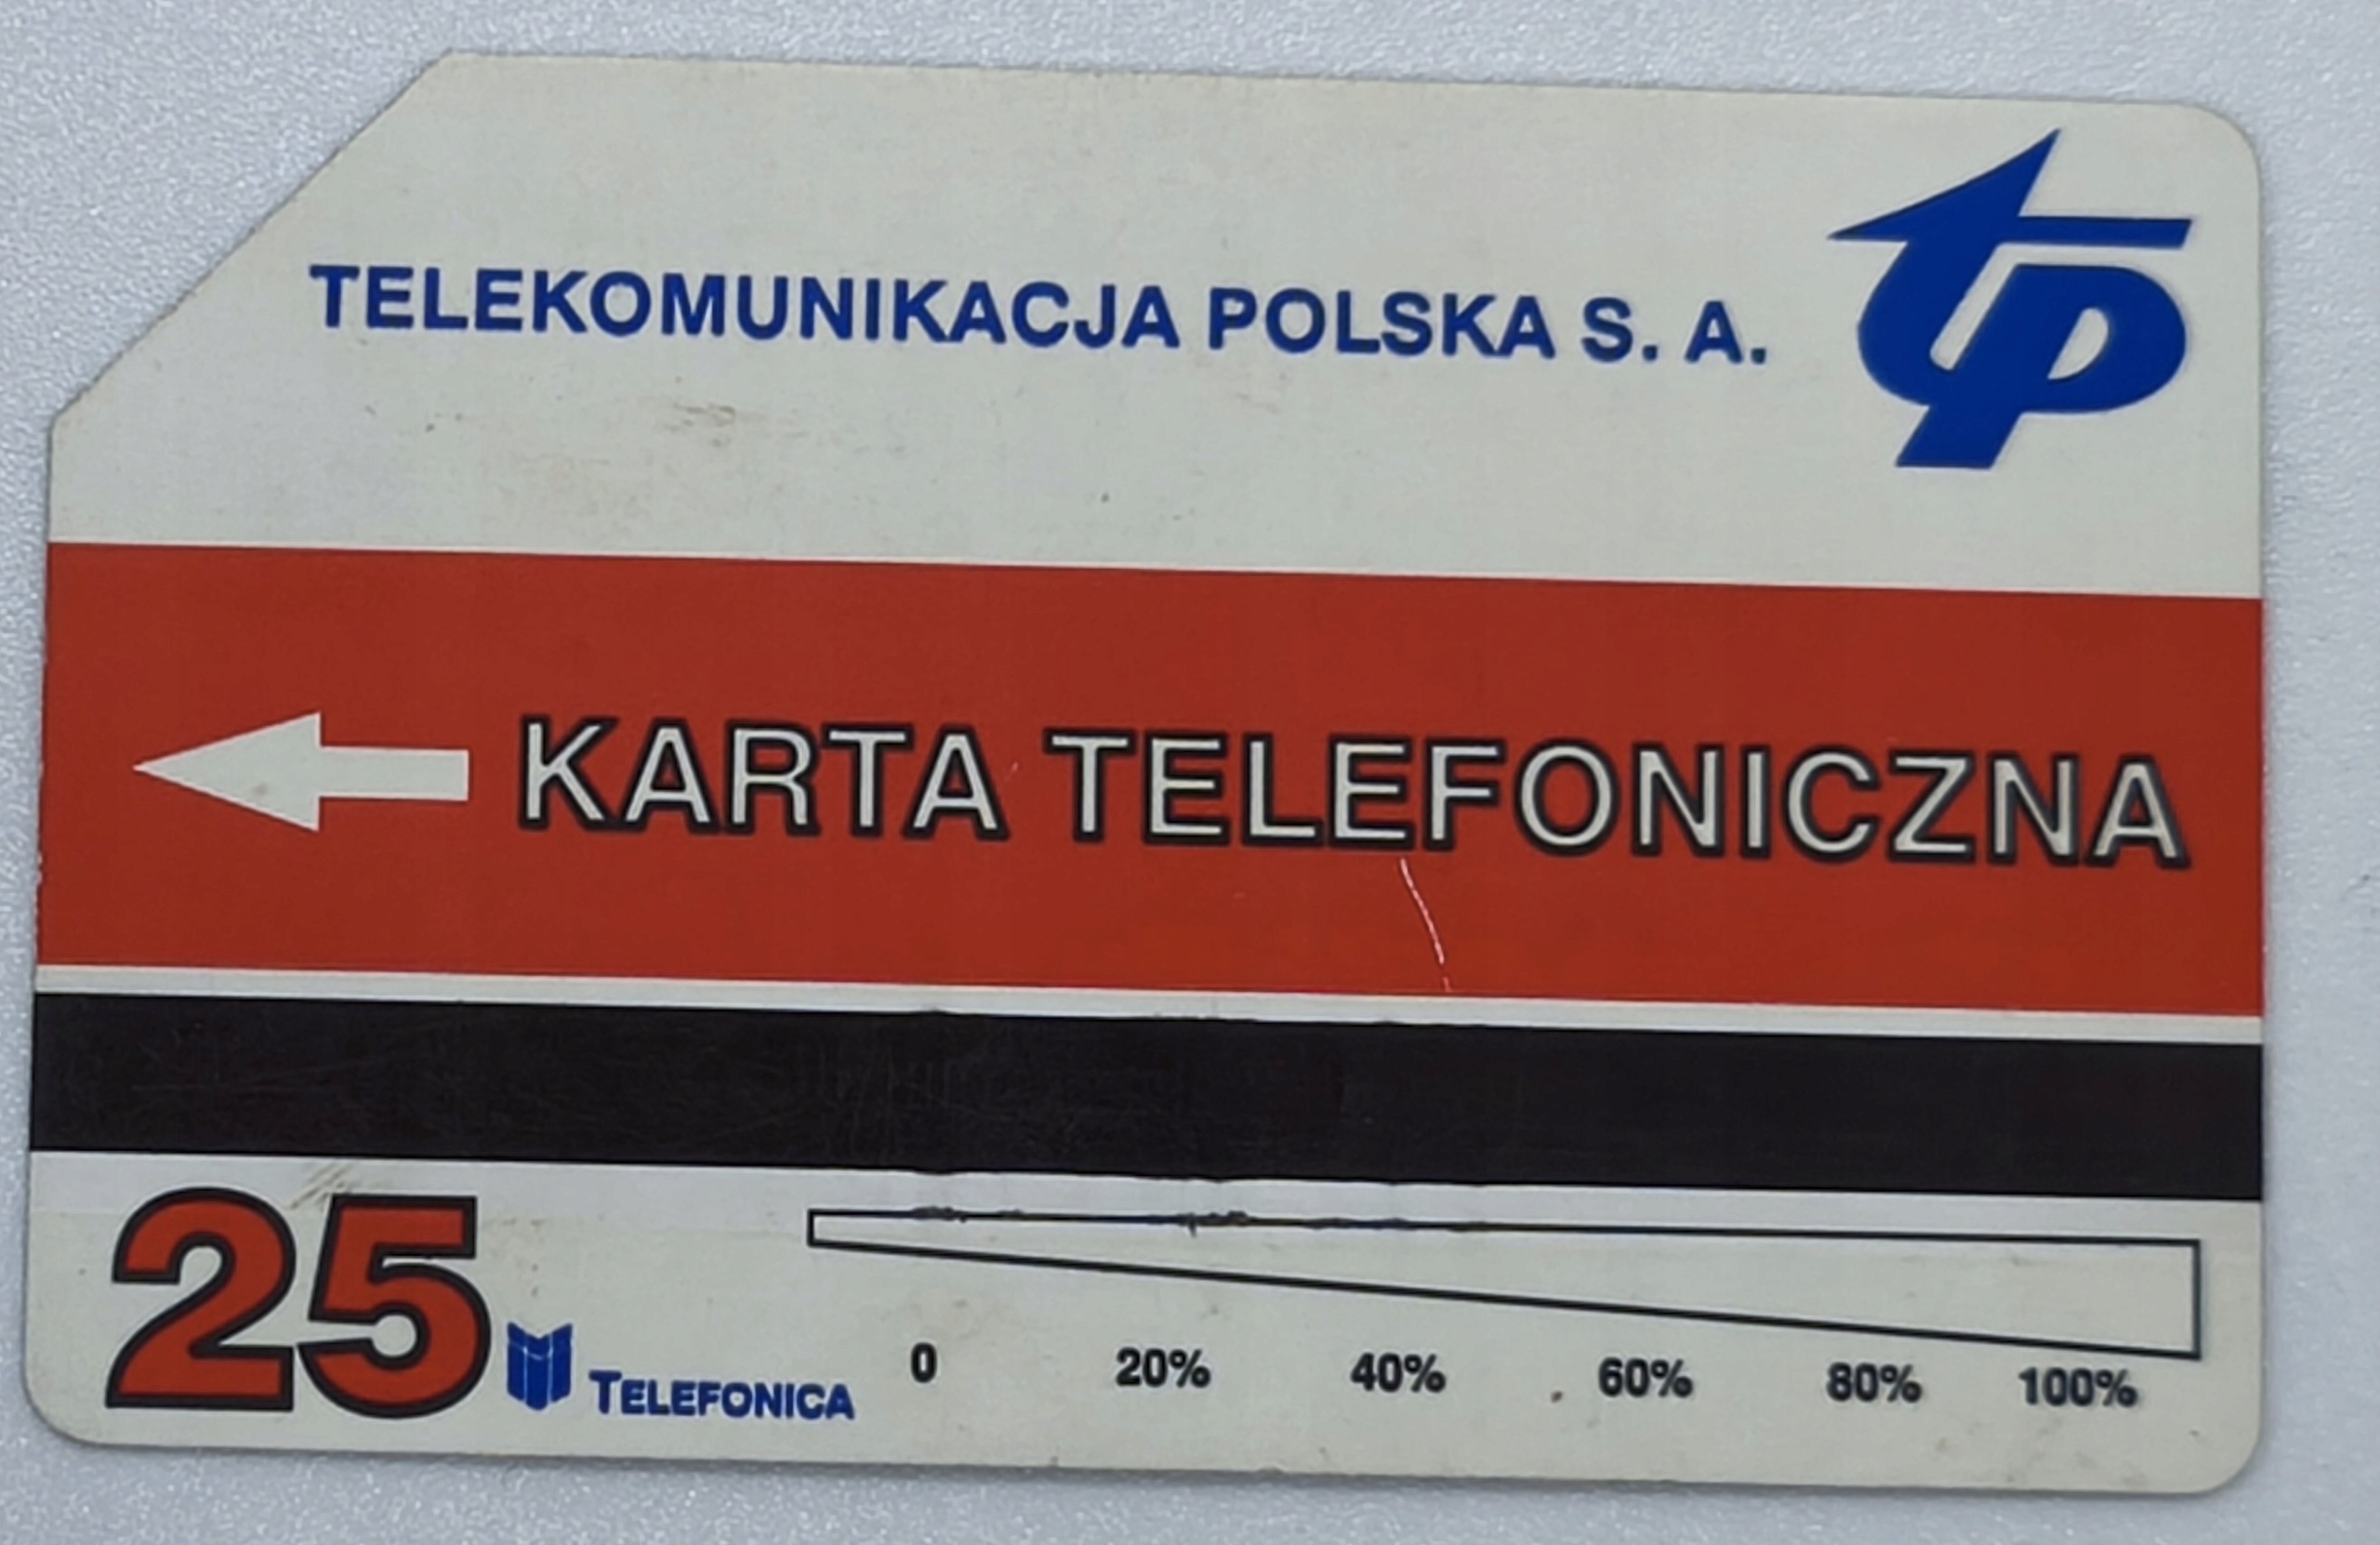 tp
TELEKOMUNIKACJA POLSKA S. A.
KARTA TELEFONICZNA
25
TELEFONICA
0 20% 40% 60% 80% 100%